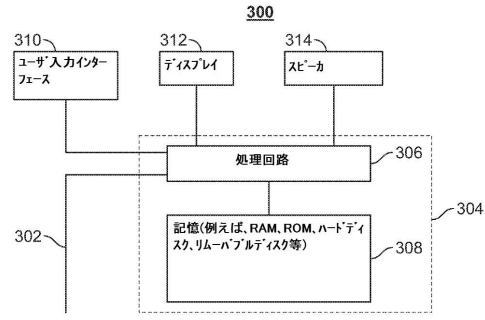 300
310
312
314
ユーザ入力インター
フェース
ディスプレイ
スピーカ
処理回路
306
304
302
記憶(例えば、RAM、ROM、ハードディ
スク、リムーバブルディスク等)
308